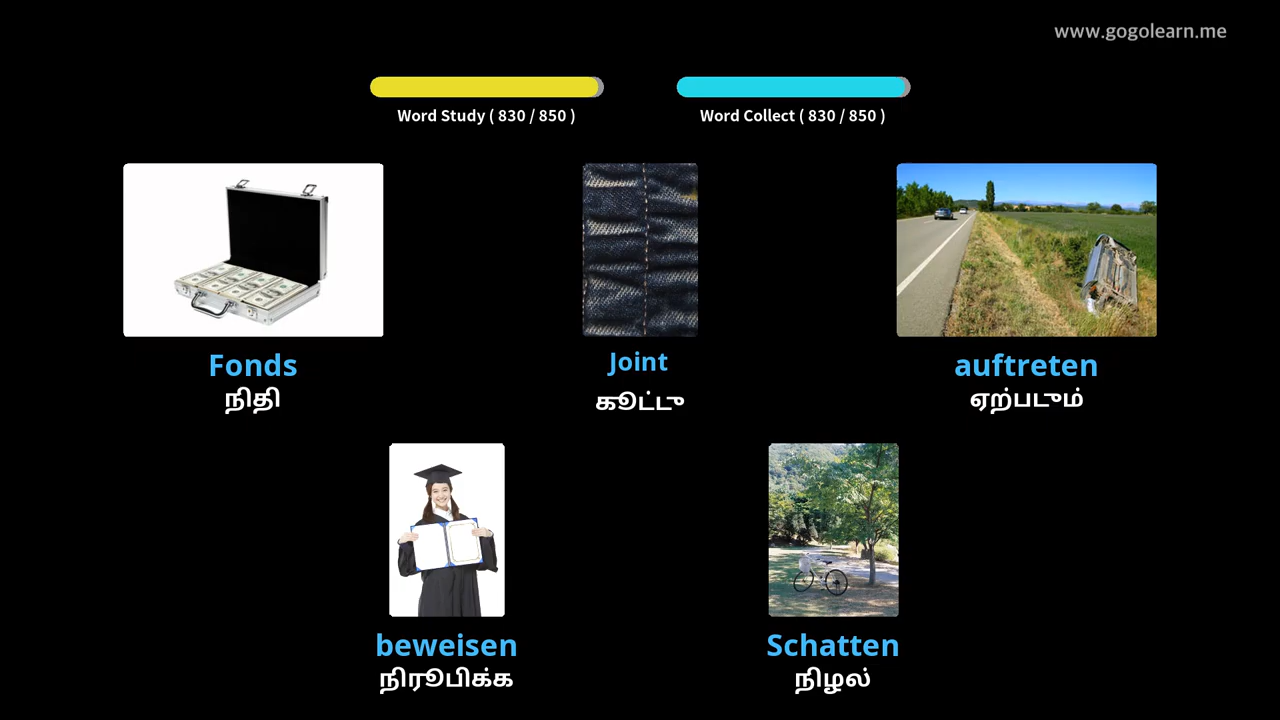 www.gogolearn.me
Word Study ( 830 / 850 )
Word Collect ( 830 / 850 )
Fonds
நிதி
Joint
கூட்டு
auftreten
ஏற்படும்
beweisen
நிரூபிக்க
Schatten
நிழல்